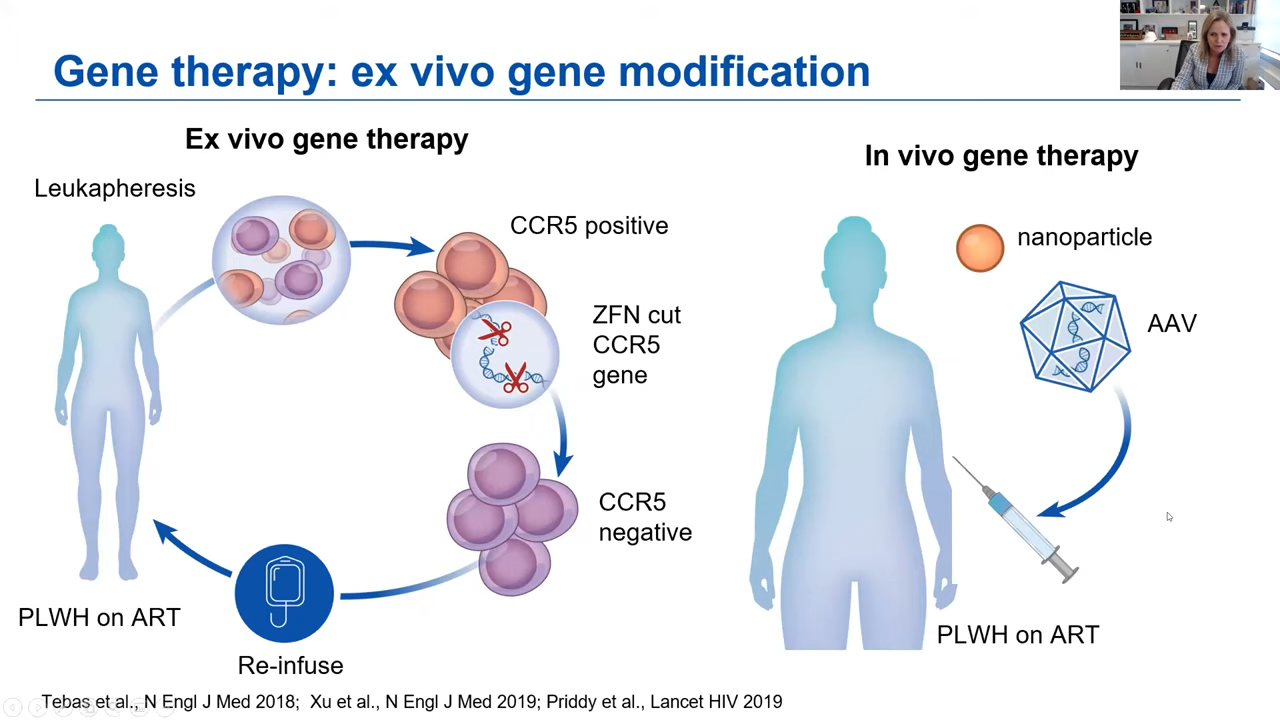 Gene therapy: ex vivo gene modification
Ex vivo gene therapy
Leukapheresis
CCR5 positive
ZFN cut
CCR5
gene
CCR5
negative
Re-infuse
PLWH on ART
In vivo gene therapy
nanoparticle
AAV
PLWH on ART
Tebas et al., N Engl J Med 2018; Xu et al., N Engl J Med 2019; Priddy et al., Lancet HIV 2019